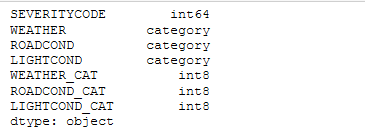 SEVERITYCODE int64
WEATHER category
ROADCOND category
LIGHTCOND category
WEATHER_CAT int8
ROADCOND_CAT int8
LIGHTCOND_CAT int8
dtype: object